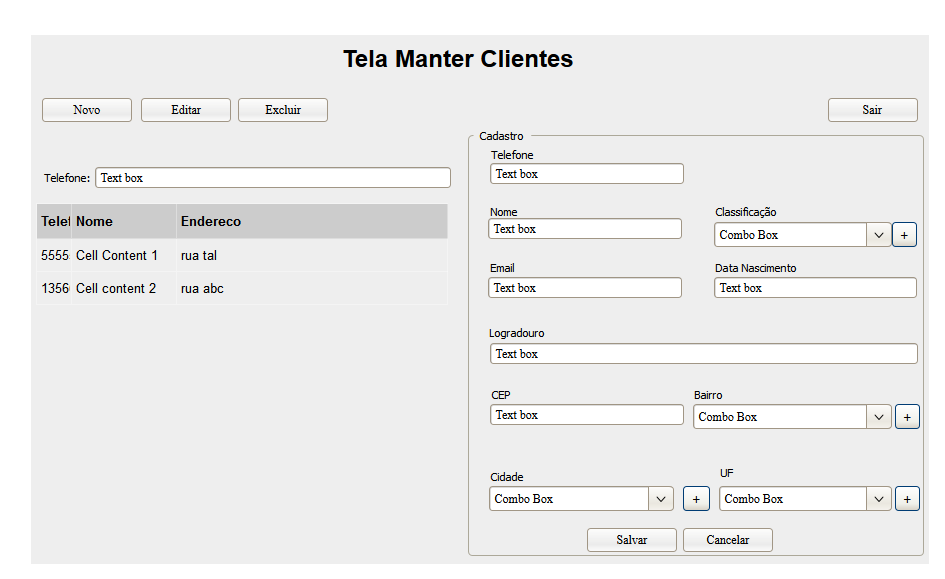 Tela Manter Clientes
Novo Editar Excluir Sair
Telefone: Text box
Telef Nome Endereco
5555 Cell Content 1 rua tal
1356 Cell content 2 rua abc
Cadastro
Telefone
Text box
Nome Classificação
Text box Combo Box +
Email Data Nascimento
Text box Text box
Logradouro
Text box
CEP Bairro
Text box Combo Box +
Cidade UF
Combo Box + Combo Box +
Salvar Cancelar